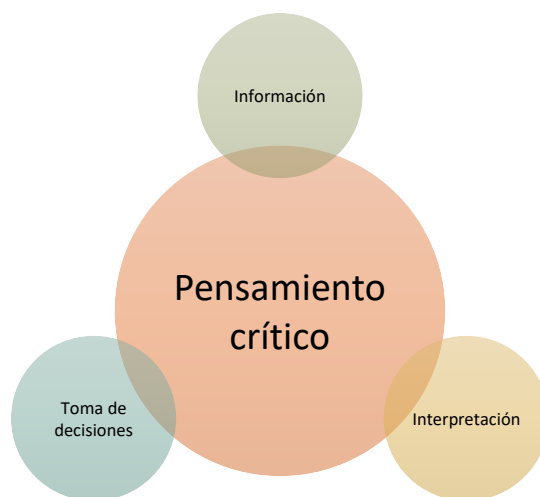 Información
Pensamiento
crítico
Toma de
decisiones
Interpretación